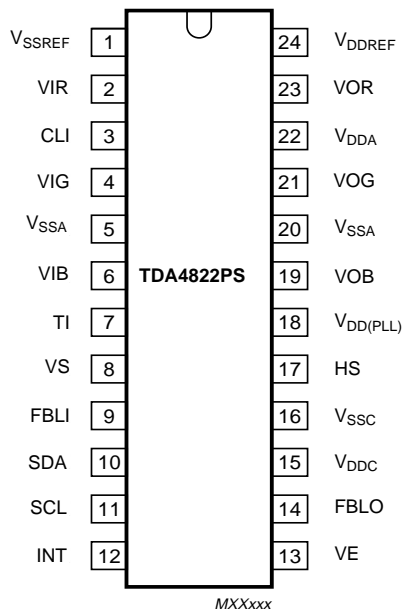 VSSREF 1 24 VDDREF
VIR 2 23 VOR
CLI 3 22 VDDA
VIG 4 21 VOG
VSSA 5 20 VSSA
VIB 6 TDA4822PS 19 VOB
TI 7 18 VDD(PLL)
VS 8 17 HS
FBLI 9 16 VSSC
SDA 10 15 VDDC
SCL 11 14 FBLO
INT 12 13 VE
MXXxxx